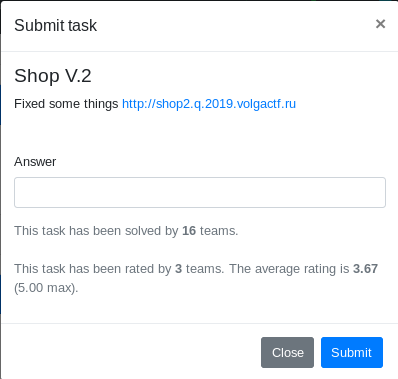 Submit task
×
Shop V.2
Fixed some things http://shop2.q.2019.volgactf.ru
Answer
This task has been solved by 16 teams.
This task has been rated by 3 teams. The average rating is 3.67
(5.00 max).
Close Submit